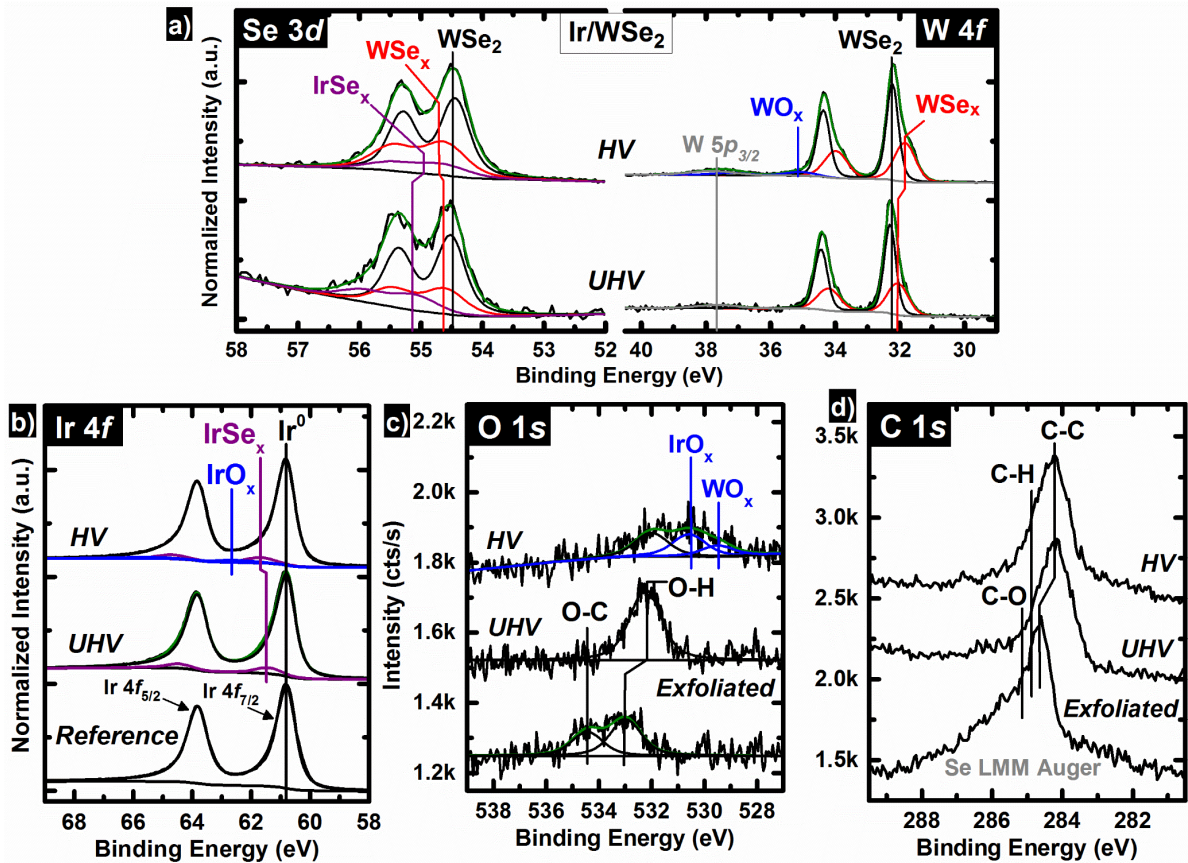 a)
Se 3d
Ir/WSe2
W 4f
WSe2
WSex
IrSex
WSe2
WOx
WSex
W 5p3/2
HV
HV
UHV
UHV
Normalized Intensity (a.u.)
58 57 56 55 54 53 52
40 38 36 34 32 30
Binding Energy (eV)
Binding Energy (eV)
b)
Ir 4f
Ir0
IrSex
IrOx
HV
UHV
Ir 4f5/2
Ir 4f7/2
Reference
Normalized Intensity (a.u.)
68 66 64 62 60 58
Binding Energy (eV)
c)
O 1s
IrOx
WOx
HV
O-H
O-C
UHV
Exfoliated
Intensity (cts/s)
2.2k
2.0k
1.8k
1.6k
1.4k
1.2k
538 536 534 532 530 528
Binding Energy (eV)
d)
C 1s
C-C
C-H
HV
C-O
UHV
Exfoliated
Se LMM Auger
3.5k
3.0k
2.5k
2.0k
1.5k
288 286 284 282
Binding Energy (eV)